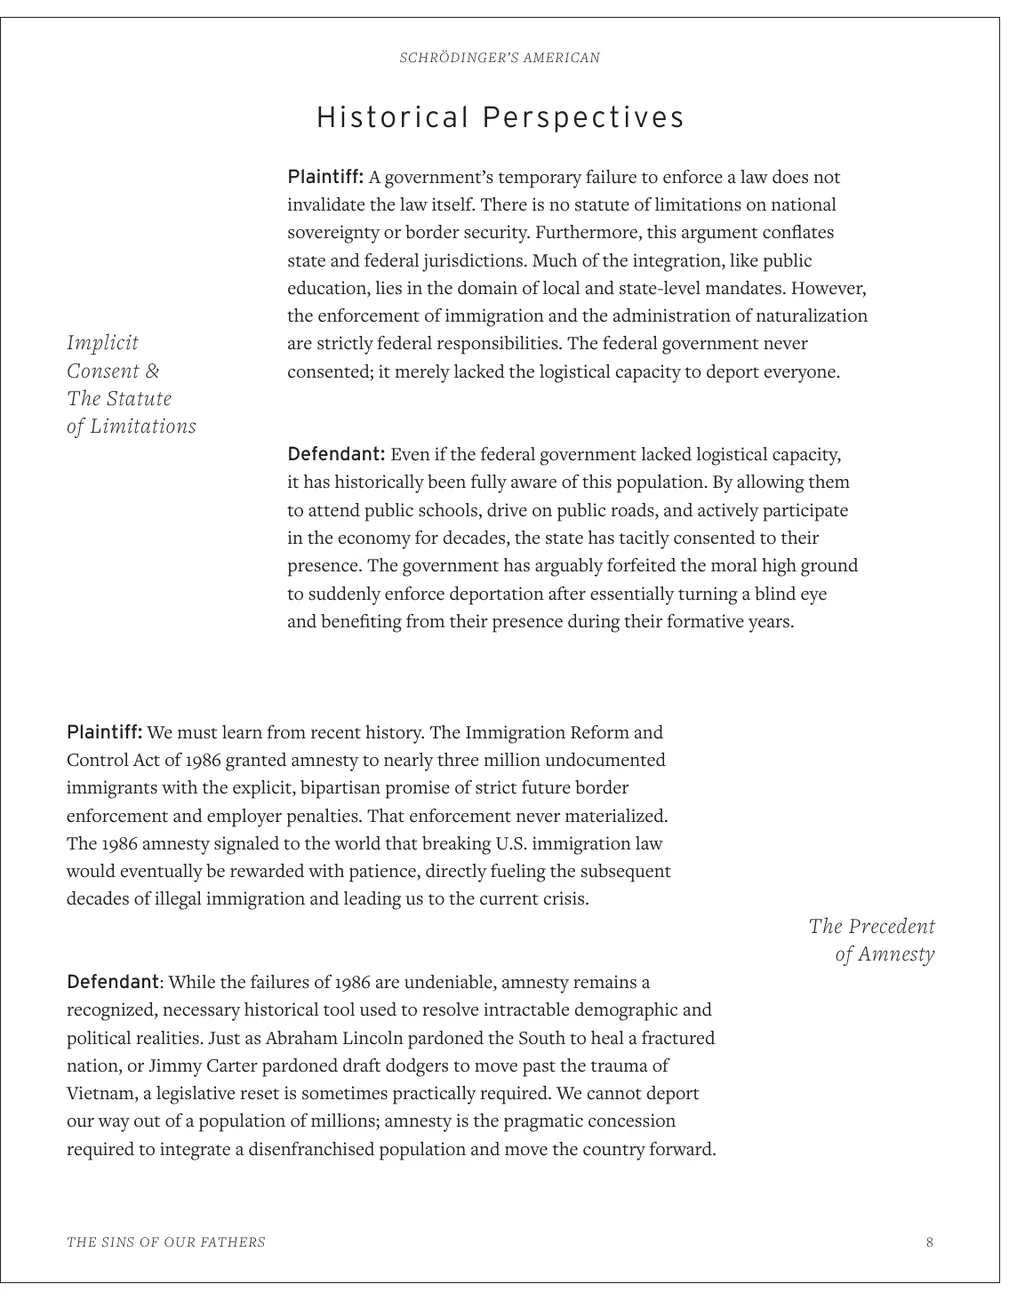 SCHRÖDINGER’S AMERICAN
Historical Perspectives
Plaintiff: A government’s temporary failure to enforce a law does not
invalidate the law itself. There is no statute of limitations on national
sovereignty or border security. Furthermore, this argument conflates
state and federal jurisdictions. Much of the integration, like public
education, lies in the domain of local and state-level mandates. However,
the enforcement of immigration and the administration of naturalization
are strictly federal responsibilities. The federal government never
consented; it merely lacked the logistical capacity to deport everyone.
Implicit
Consent &
The Statute
of Limitations
Defendant: Even if the federal government lacked logistical capacity,
it has historically been fully aware of this population. By allowing them
to attend public schools, drive on public roads, and actively participate
in the economy for decades, the state has tacitly consented to their
presence. The government has arguably forfeited the moral high ground
to suddenly enforce deportation after essentially turning a blind eye
and benefiting from their presence during their formative years.
Plaintiff: We must learn from recent history. The Immigration Reform and
Control Act of 1986 granted amnesty to nearly three million undocumented
immigrants with the explicit, bipartisan promise of strict future border
enforcement and employer penalties. That enforcement never materialized.
The 1986 amnesty signaled to the world that breaking U.S. immigration law
would eventually be rewarded with patience, directly fueling the subsequent
decades of illegal immigration and leading us to the current crisis.
The Precedent
of Amnesty
Defendant: While the failures of 1986 are undeniable, amnesty remains a
recognized, necessary historical tool used to resolve intractable demographic and
political realities. Just as Abraham Lincoln pardoned the South to heal a fractured
nation, or Jimmy Carter pardoned draft dodgers to move past the trauma of
Vietnam, a legislative reset is sometimes practically required. We cannot deport
our way out of a population of millions; amnesty is the pragmatic concession
required to integrate a disenfranchised population and move the country forward.
THE SINS OF OUR FATHERS
8